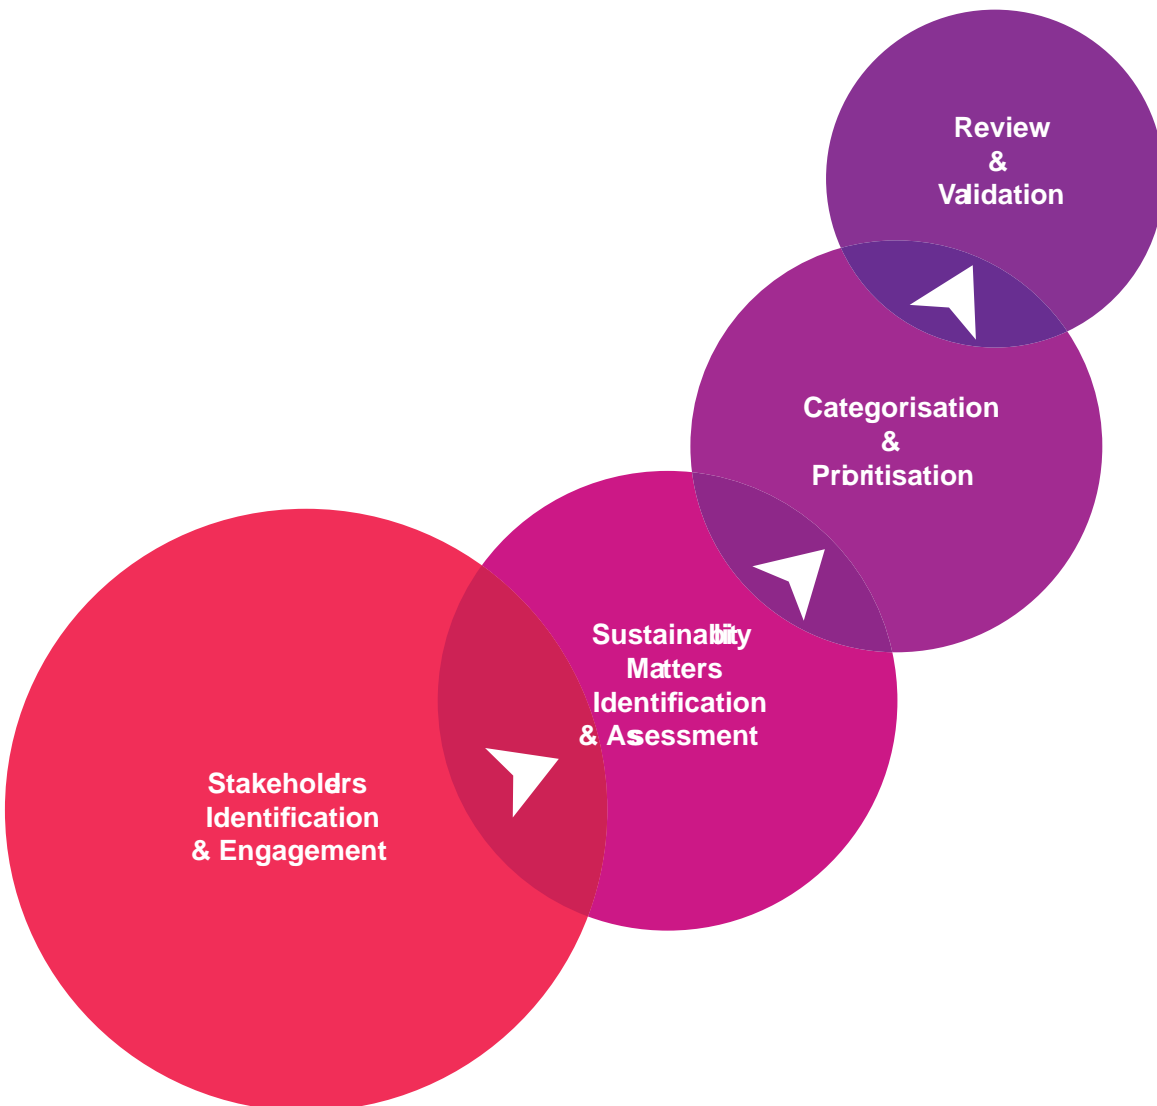 Review
&
Validation
Categorisation
&
Prioritisation
Sustainability
Matters
Identification
& Assessment
Stakeholders
Identification
& Engagement